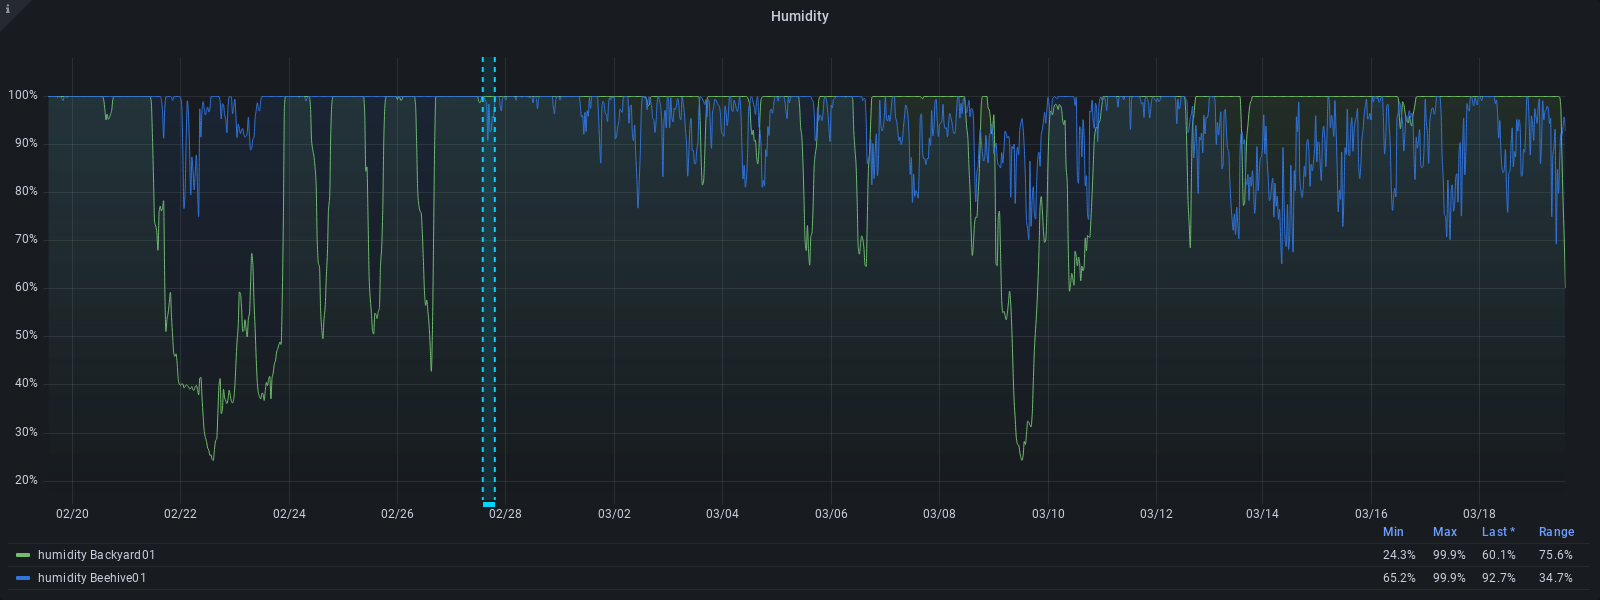 i
Humidity
100%
90%
80%
70%
60%
50%
40%
30%
20%
02/20 02/22 02/24 02/26 02/28 03/02 03/04 03/06 03/08 03/10 03/12 03/14 03/16 03/18
Min Max Last * Range
humidity Backyard01 24.3% 99.9% 60.1% 75.6%
humidity Beehive01 65.2% 99.9% 92.7% 34.7%